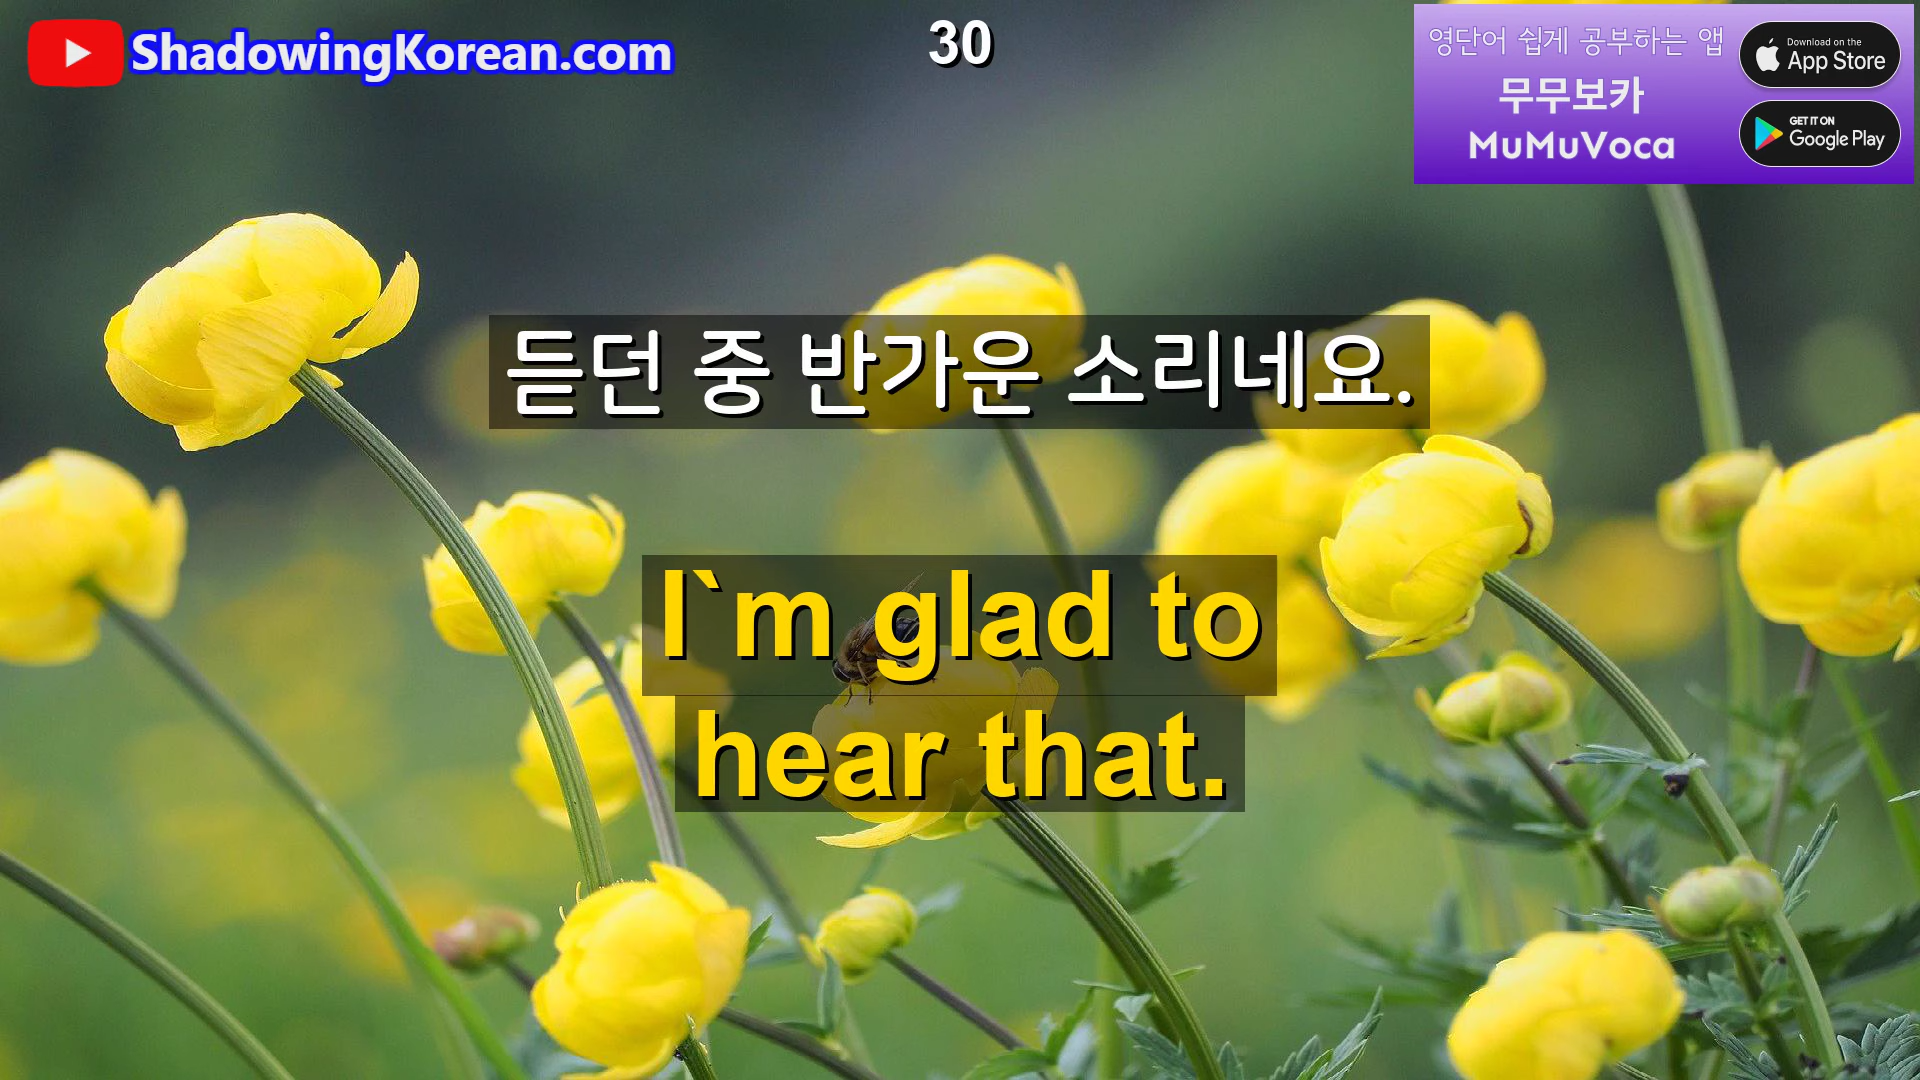 ShadowingKorean.com
30
영단어 쉽게 공부하는 앱
무무보카
MuMuVoca
Download on the
App Store
GET IT ON
Google Play
듣던 중 반가운 소리네요.
I`m glad to
hear that.